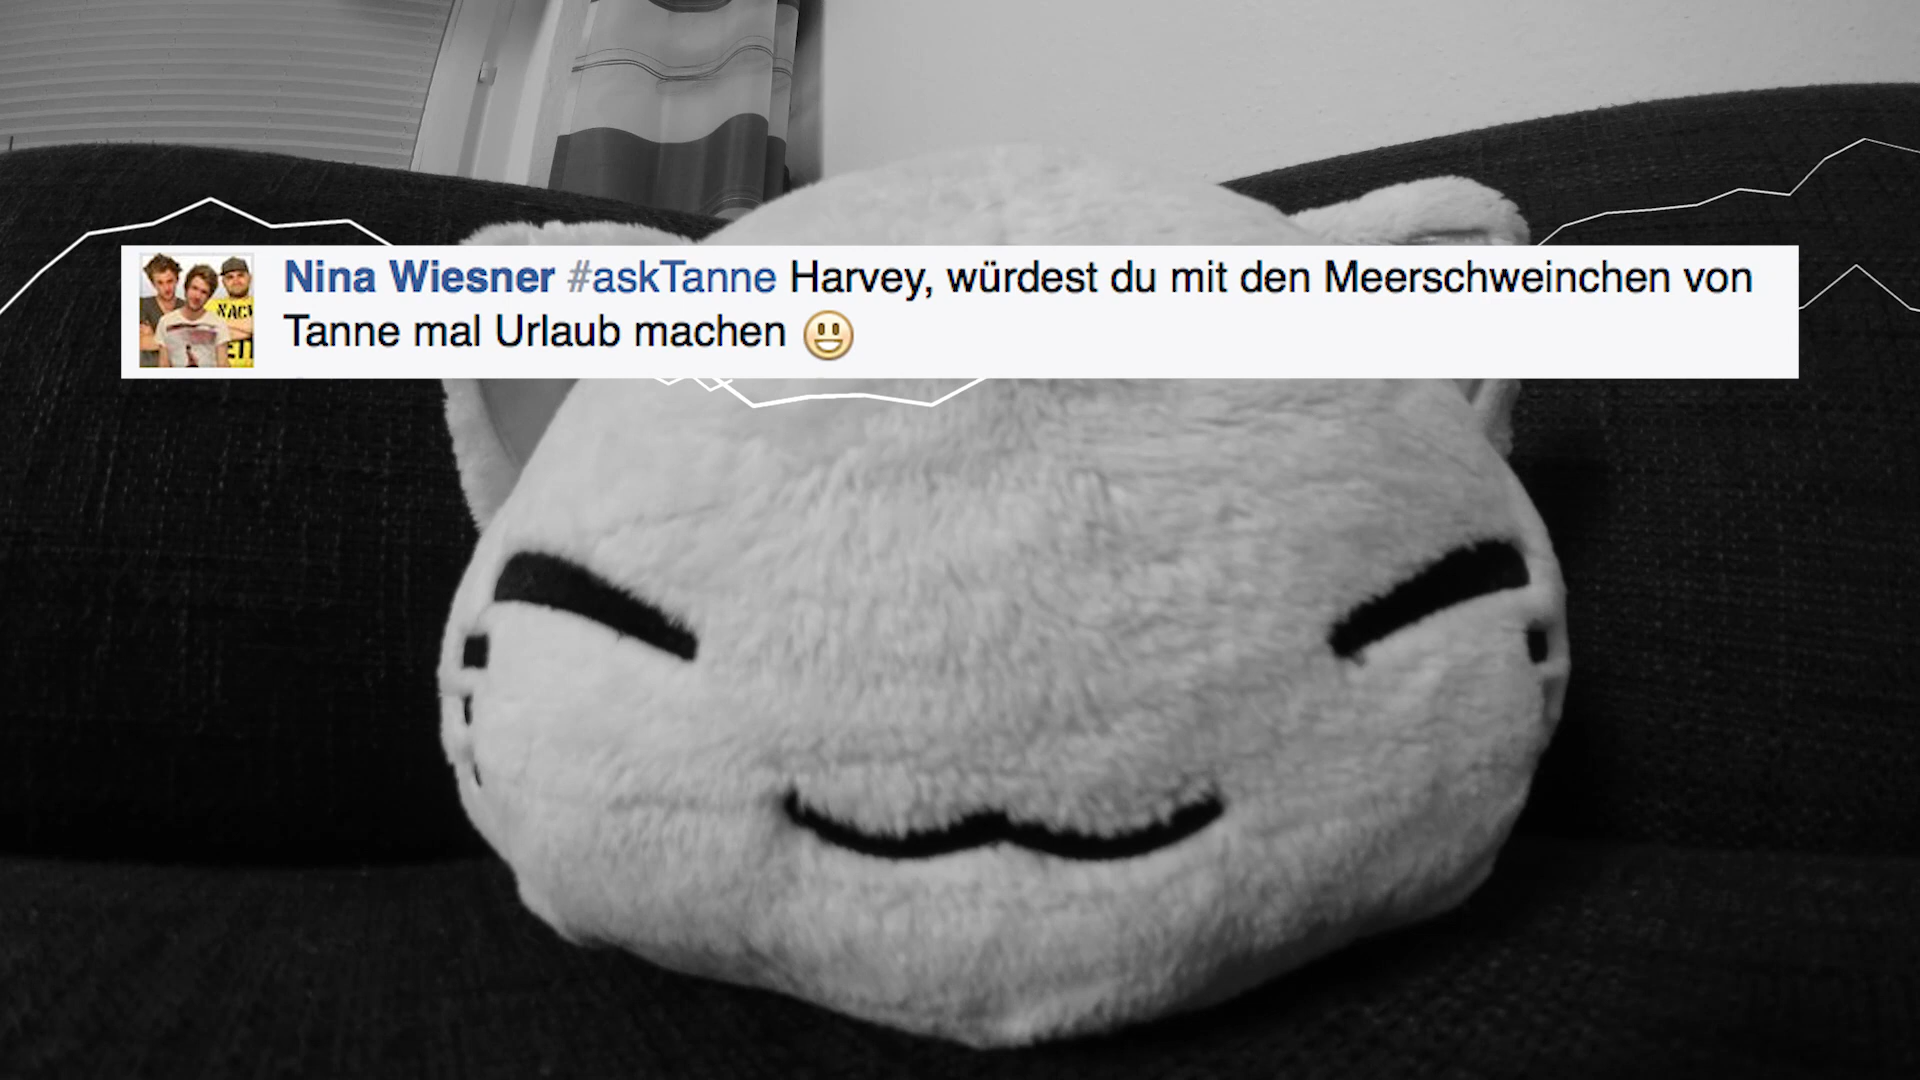 Nina Wiesner #askTanne Harvey, würdest du mit den Meerschweinchen von
Tanne mal Urlaub machen 😃